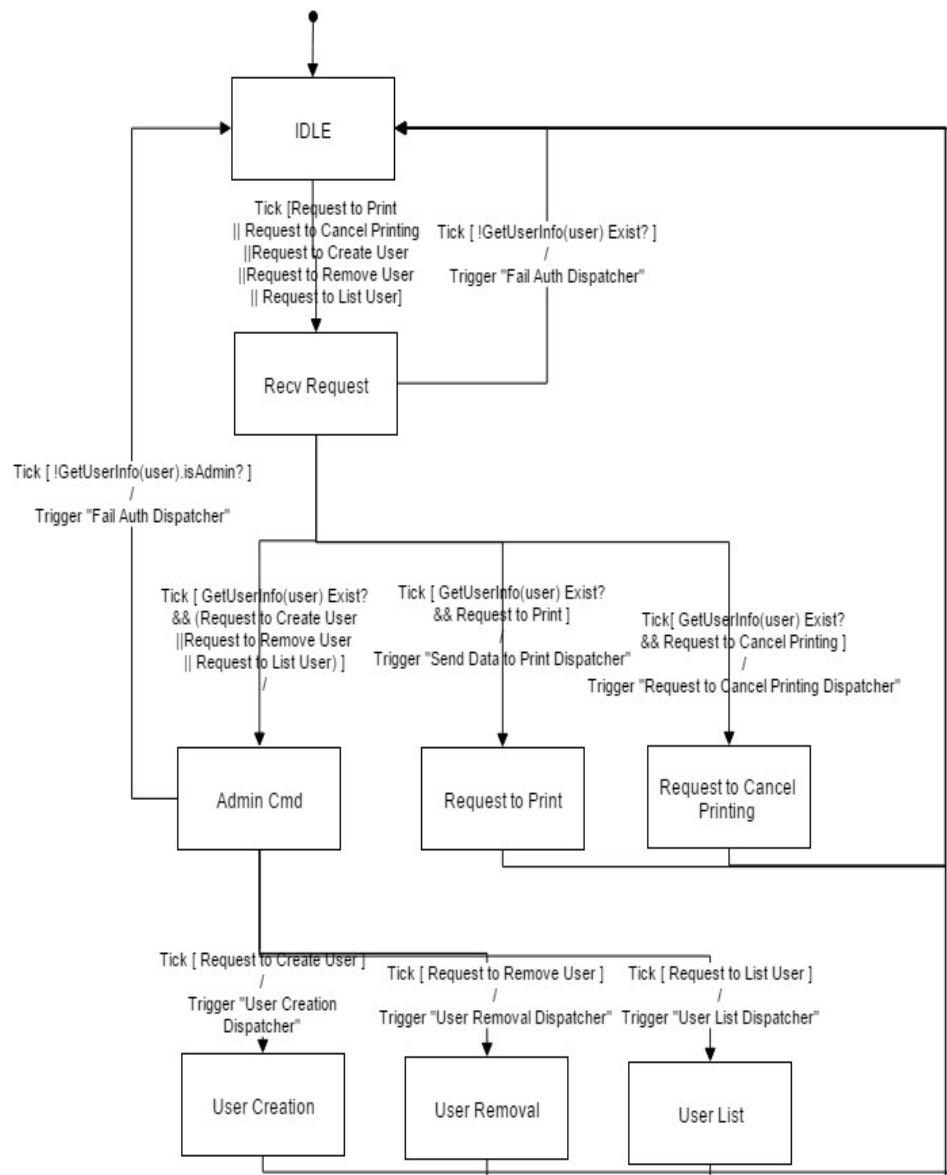 IDLE
Tick [Request to Print
|| Request to Cancel Printing
||Request to Create User
||Request to Remove User
|| Request to List User]
Tick [ !GetUserInfo(user) Exist? ]
/
Trigger "Fail Auth Dispatcher"
Recv Request
Tick [ !GetUserInfo(user).isAdmin? ]
/
Trigger "Fail Auth Dispatcher"
Tick [ GetUserInfo(user) Exist?
&& (Request to Create User
||Request to Remove User
|| Request to List User) ]
/
Tick [ GetUserInfo(user) Exist?
&& Request to Print ]
/
Trigger "Send Data to Print Dispatcher"
Tick[ GetUserInfo(user) Exist?
&& Request to Cancel Printing ]
/
Trigger "Request to Cancel Printing Dispatcher"
Admin Cmd
Request to Print
Request to Cancel
Printing
Tick [ Request to Create User ]
/
Trigger "User Creation
Dispatcher"
Tick [ Request to Remove User ]
/
Trigger "User Removal Dispatcher"
Tick [ Request to List User ]
/
Trigger "User List Dispatcher"
User Creation
User Removal
User List